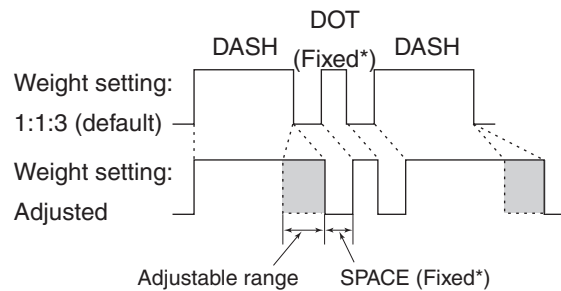 DOT
DASH (Fixed*) DASH
Weight setting:
1:1:3 (default)
Weight setting:
Adjusted
Adjustable range SPACE (Fixed*)